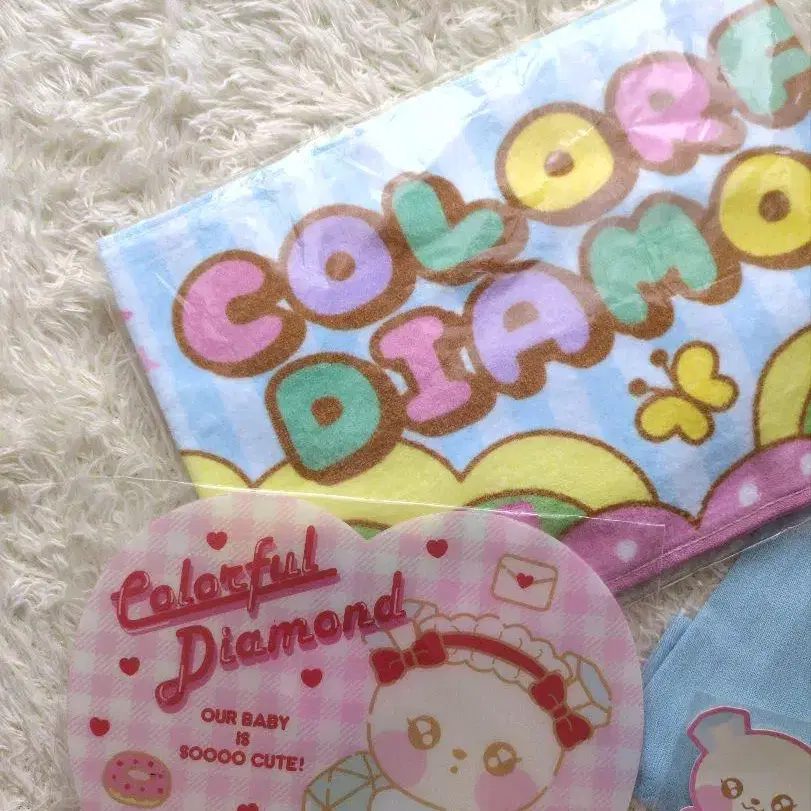 COLORF
DIAMO
Colorful
Diamond
OUR BABY
IS
SOOOO CUTE!